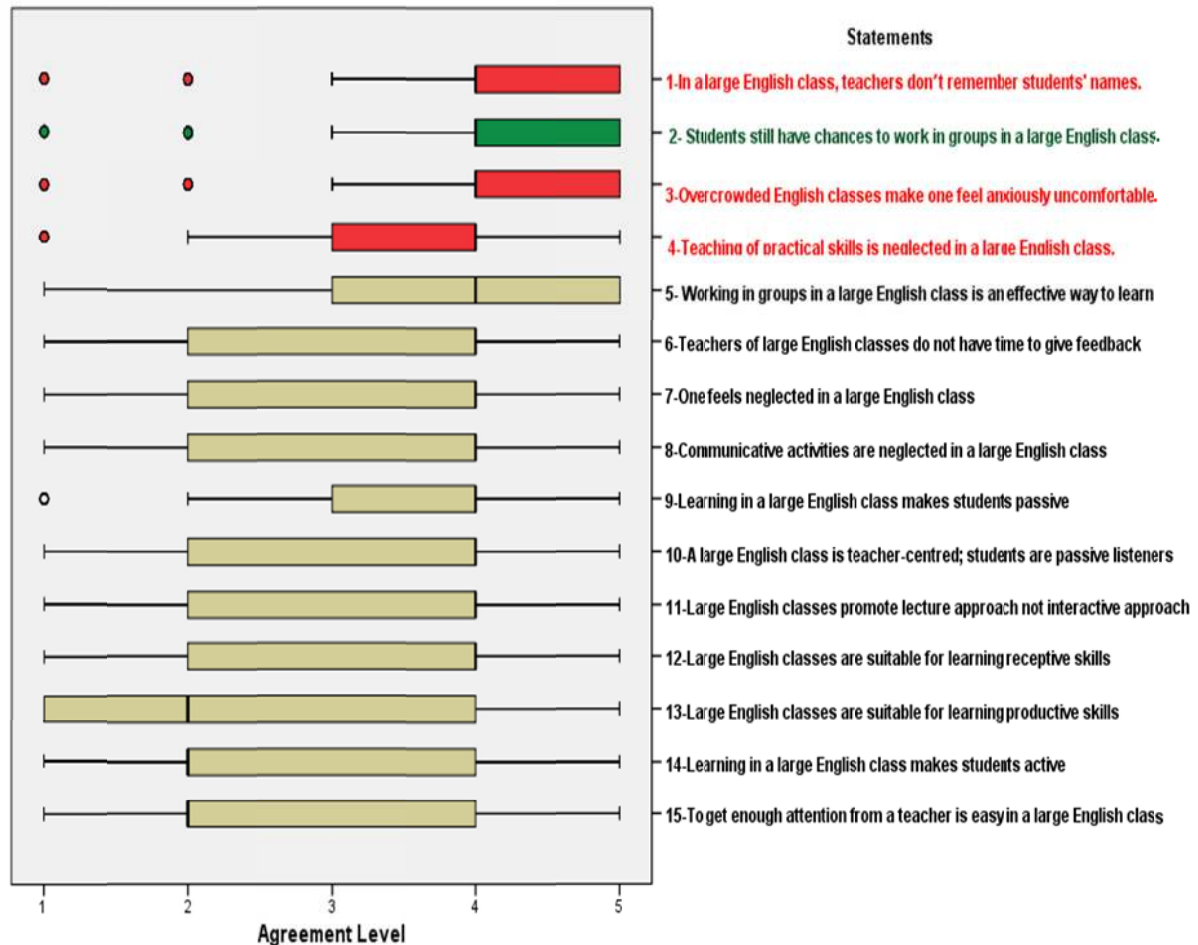 Statements
1-In a large English class, teachers don't remember students' names.
2- Students still have chances to work in groups in a large English class.
3-Overcrowded English classes make one feel anxiously uncomfortable.
4-Teaching of practical skills is neglected in a large English class.
5- Working in groups in a large English class is an effective way to learn
6-Teachers of large English classes do not have time to give feedback
7-One feels neglected in a large English class
8-Communicative activities are neglected in a large English class
9-Learning in a large English class makes students passive
10-A large English class is teacher-centred; students are passive listeners
11-Large English classes promote lecture approach not interactive approach
12-Large English classes are suitable for learning receptive skills
13-Large English classes are suitable for learning productive skills
14-Learning in a large English class makes students active
15-To get enough attention from a teacher is easy in a large English class
1 2 3 4 5
Agreement Level